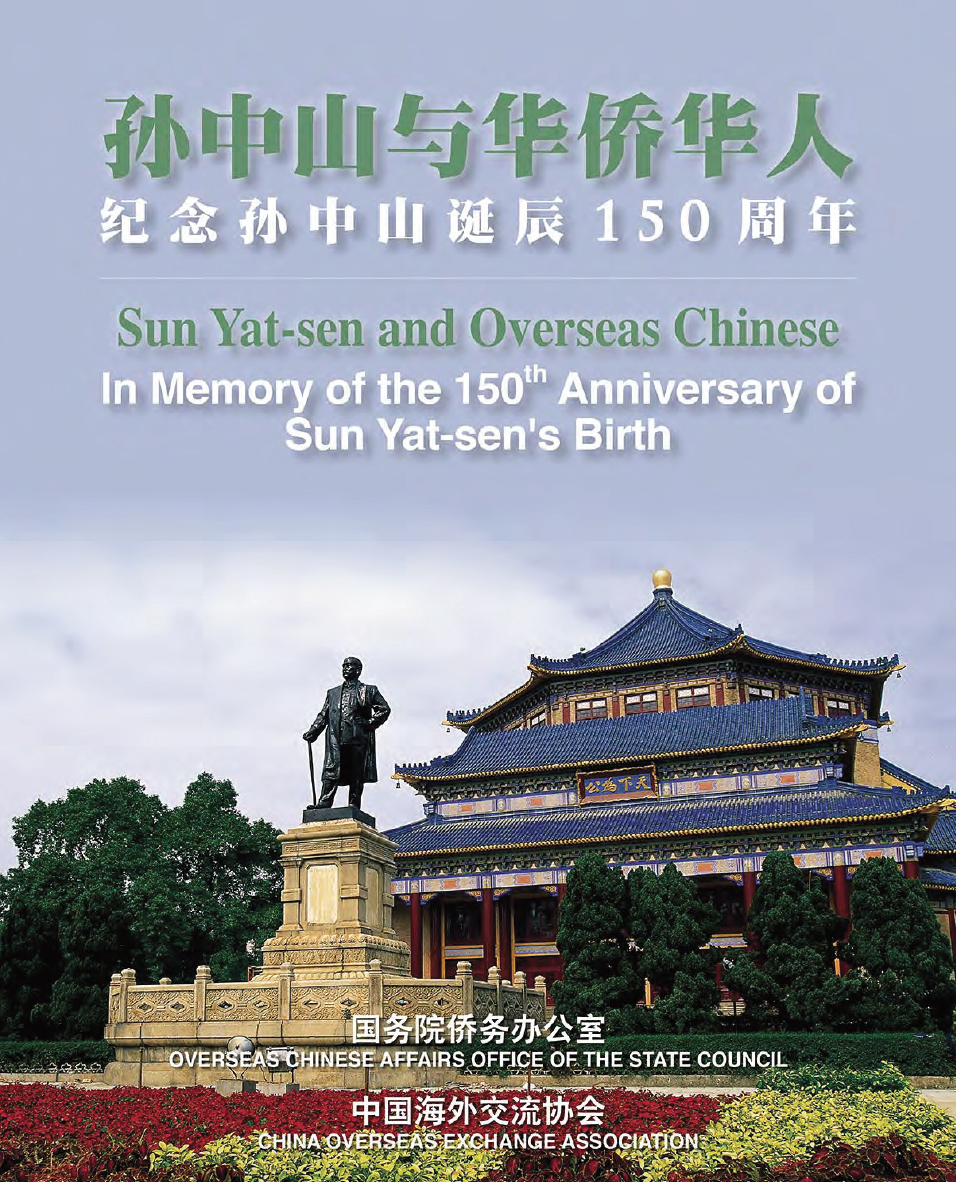 孙中山与华侨华人
纪念孙中山诞辰150周年
Sun Yat-sen and Overseas Chinese
In Memory of the 150th Anniversary of
Sun Yat-sen's Birth
公為下天
国务院侨务办公室
OVERSEAS CHINESE AFFAIRS OFFICE OF THE STATE COUNCIL
中国海外交流协会
CHINA OVERSEAS EXCHANGE ASSOCIATION